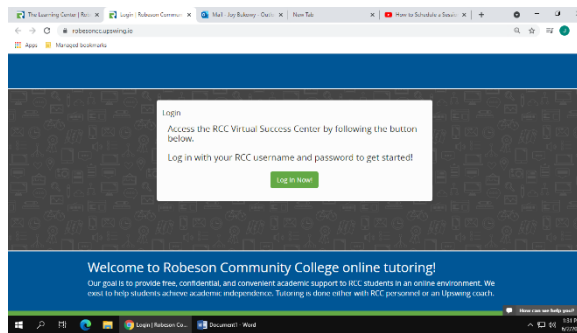 The Learning Center | Rob
Login | Robeson Commun
Mail - Joy Bukowy - Outlo
New Tab
How to Schedule a Sessio
robesoncc.upswing.io
Apps
Managed bookmarks
Login
Access the RCC Virtual Success Center by following the button
below.
Log in with your RCC username and password to get started!
Log In Now!
Welcome to Robeson Community College online tutoring!
Our goal is to provide free, confidential, and convenient academic support to RCC students in an online environment. We
exist to help students achieve academic independence. Tutoring is done either with RCC personnel or an Upswing coach.
How can we help you?
Login | Robeson Co...
Document1 - Word
3:31 P